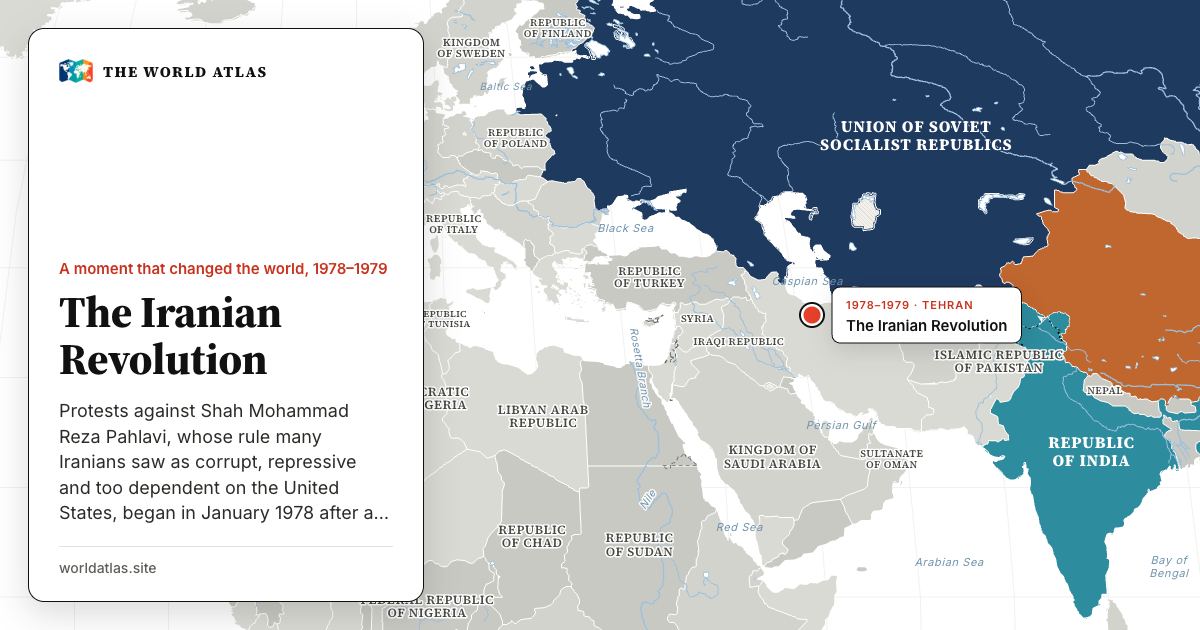 THE WORLD ATLAS
A moment that changed the world, 1978–1979
The Iranian
Revolution
Protests against Shah Mohammad
Reza Pahlavi, whose rule many
Iranians saw as corrupt, repressive
and too dependent on the United
States, began in January 1978 after a…
worldatlas.site
REPUBLIC
OF FINLAND
KINGDOM
OF SWEDEN
Baltic Sea
REPUBLIC
OF POLAND
UNION OF SOVIET
SOCIALIST REPUBLICS
REPUBLIC
OF ITALY
Black Sea
REPUBLIC
OF TURKEY
Caspian Sea
1978–1979 · TEHRAN
The Iranian Revolution
EPUBLIC
TUNISIA
SYRIA
IRAQI REPUBLIC
Rosetta Branch
ISLAMIC REPUBLIC
OF PAKISTAN
NEPAL
CRATIC
GERIA
LIBYAN ARAB
REPUBLIC
Persian Gulf
KINGDOM OF
SAUDI ARABIA
SULTANATE
OF OMAN
REPUBLIC
OF INDIA
Nile
Red Sea
REPUBLIC
OF CHAD
REPUBLIC
OF SUDAN
Arabian Sea
Bay of
Bengal
FEDERAL REPUBLIC
OF NIGERIA